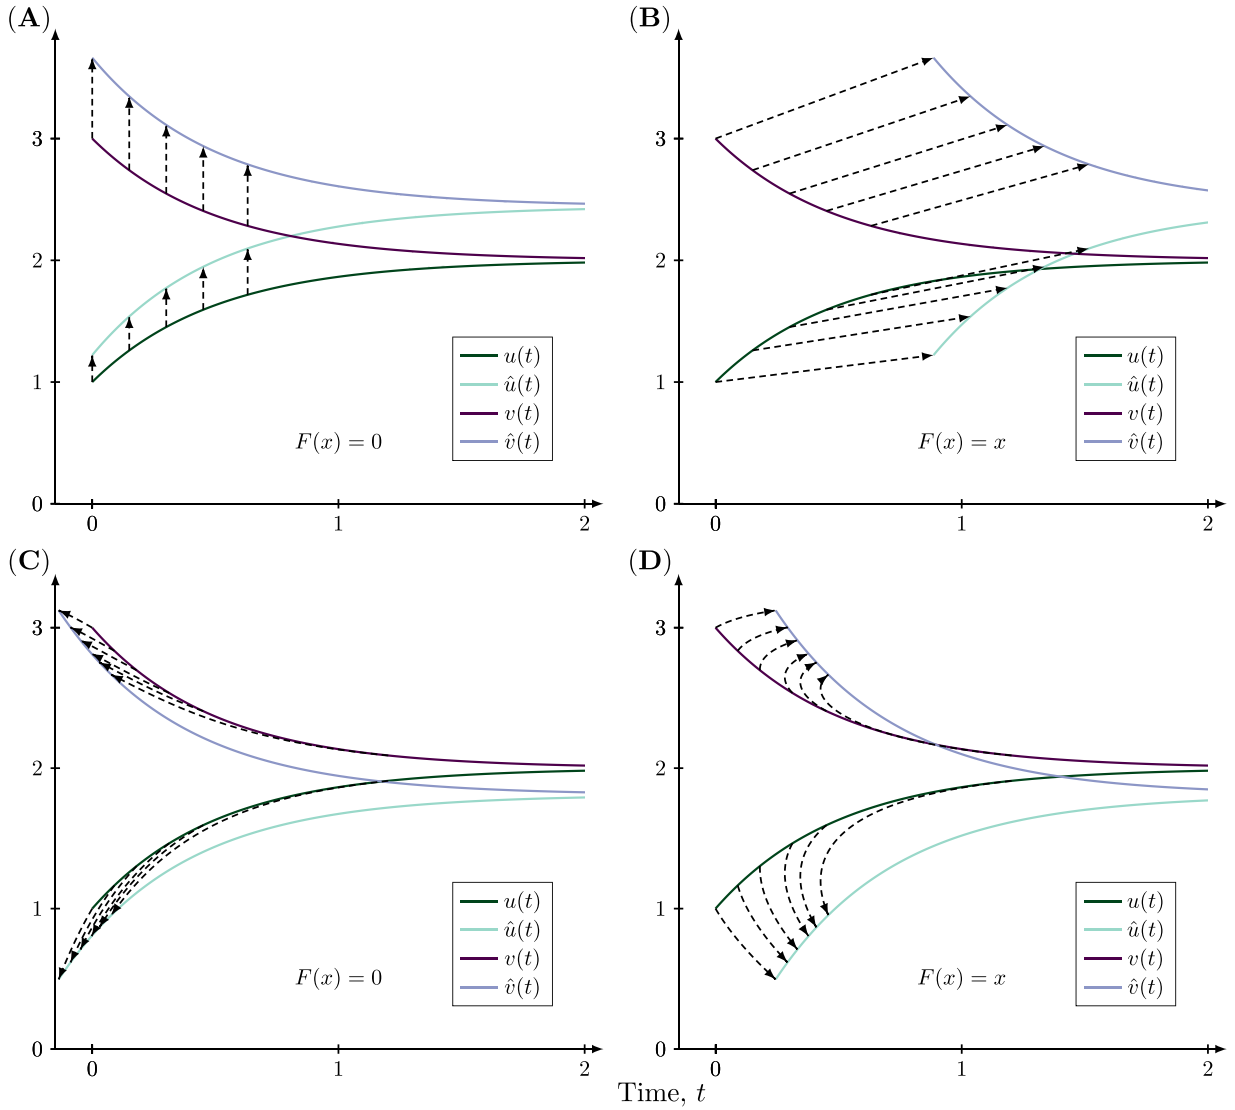 (A)
3
2
1
0
0
1
2
F(x) = 0
u(t)
û(t)
v(t)
v̂(t)
(B)
3
2
1
0
0
1
2
F(x) = x
u(t)
û(t)
v(t)
v̂(t)
(C)
3
2
1
0
0
1
2
F(x) = 0
u(t)
û(t)
v(t)
v̂(t)
(D)
3
2
1
0
0
1
2
F(x) = x
u(t)
û(t)
v(t)
v̂(t)
Time, t